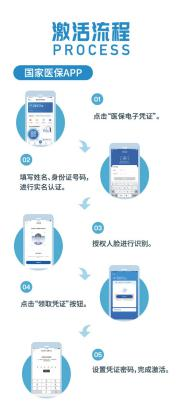 激活流程
PROCESS
国家医保APP
01
点击“医保电子凭证”。
02
填写姓名、身份证号码，
进行实名认证。
03
授权人脸进行识别。
04
点击“领取凭证”按钮。
05
设置凭证密码，完成激活。